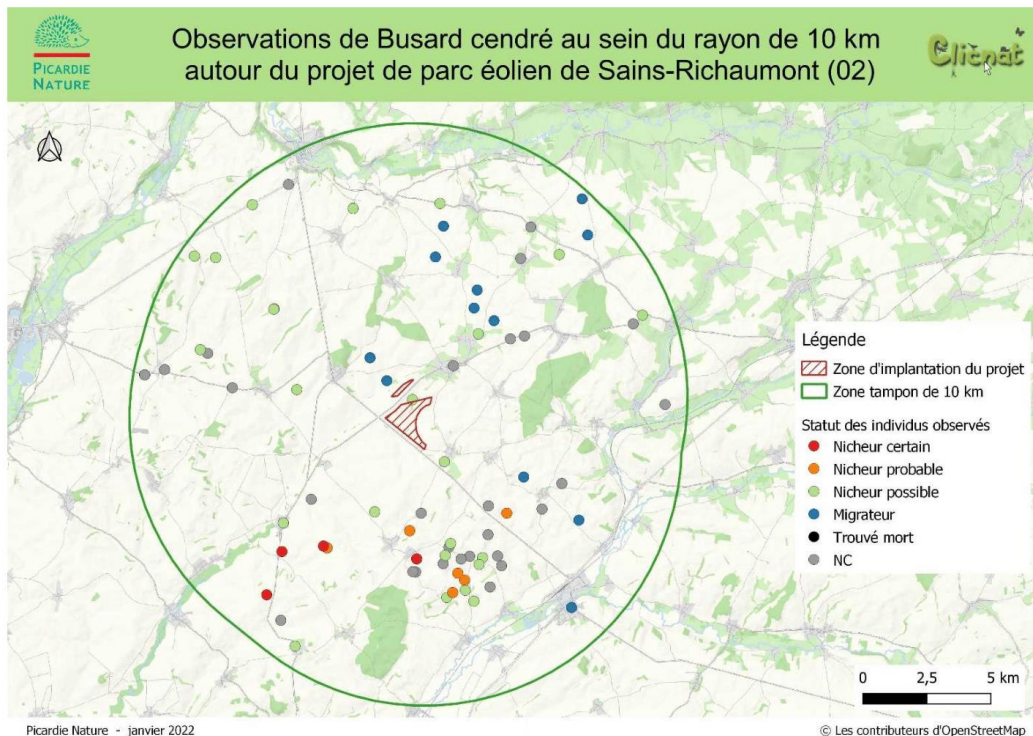 PICARDIE
NATURE
Observations de Busard cendré au sein du rayon de 10 km
autour du projet de parc éolien de Sains-Richaumont (02)
Clicnat
Légende
Zone d'implantation du projet
Zone tampon de 10 km
Statut des individus observés
Nicheur certain
Nicheur probable
Nicheur possible
Migrateur
Trouvé mort
NC
0 2,5 5 km
Picardie Nature - janvier 2022
© Les contributeurs d'OpenStreetMap